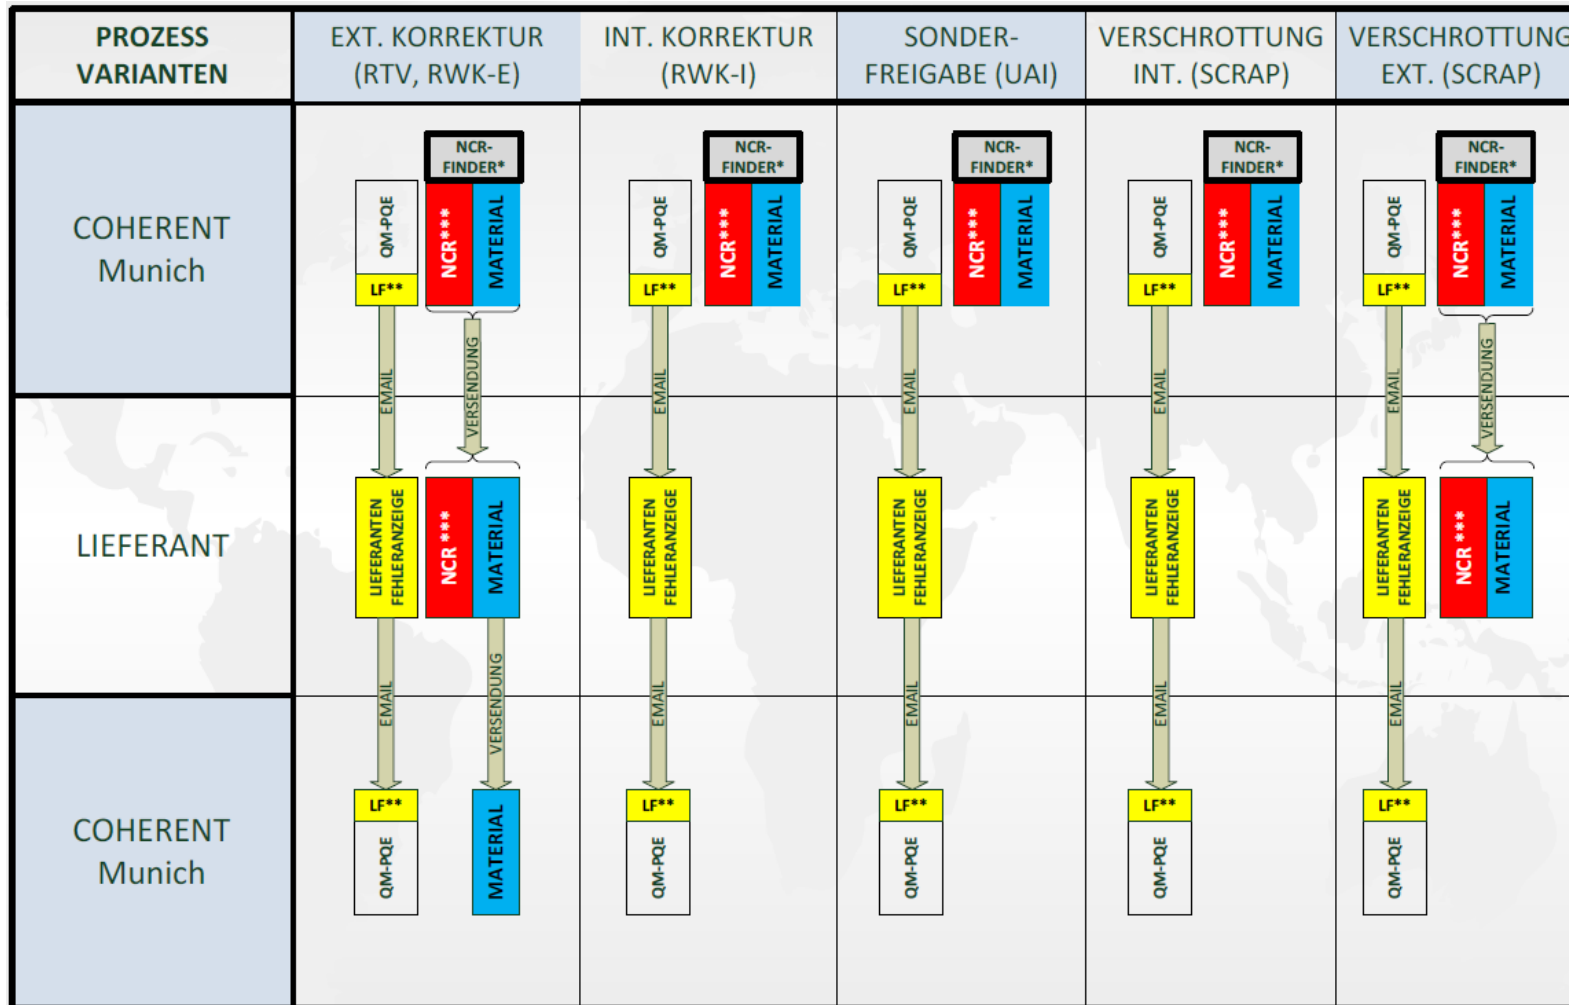 PROZESS
VARIANTEN
EXT. KORREKTUR
(RTV, RWK-E)
INT. KORREKTUR
(RWK-I)
SONDER-
FREIGABE (UAI)
VERSCHROTTUNG
INT. (SCRAP)
VERSCHROTTUNG
EXT. (SCRAP)
COHERENT
Munich
QM-PQE
LF**
NCR-
FINDER*
NCR***
MATERIAL
EMAIL
VERSENDUNG
QM-PQE
LF**
NCR-
FINDER*
NCR***
MATERIAL
EMAIL
QM-PQE
LF**
NCR-
FINDER*
NCR***
MATERIAL
EMAIL
QM-PQE
LF**
NCR-
FINDER*
NCR***
MATERIAL
EMAIL
QM-PQE
LF**
NCR-
FINDER*
NCR***
MATERIAL
EMAIL
VERSENDUNG
LIEFERANT
LIEFERANTEN
FEHLERANZEIGE
NCR ***
MATERIAL
EMAIL
VERSENDUNG
LIEFERANTEN
FEHLERANZEIGE
EMAIL
LIEFERANTEN
FEHLERANZEIGE
EMAIL
LIEFERANTEN
FEHLERANZEIGE
EMAIL
LIEFERANTEN
FEHLERANZEIGE
NCR ***
MATERIAL
EMAIL
COHERENT
Munich
LF**
QM-PQE
MATERIAL
LF**
QM-PQE
LF**
QM-PQE
LF**
QM-PQE
LF**
QM-PQE